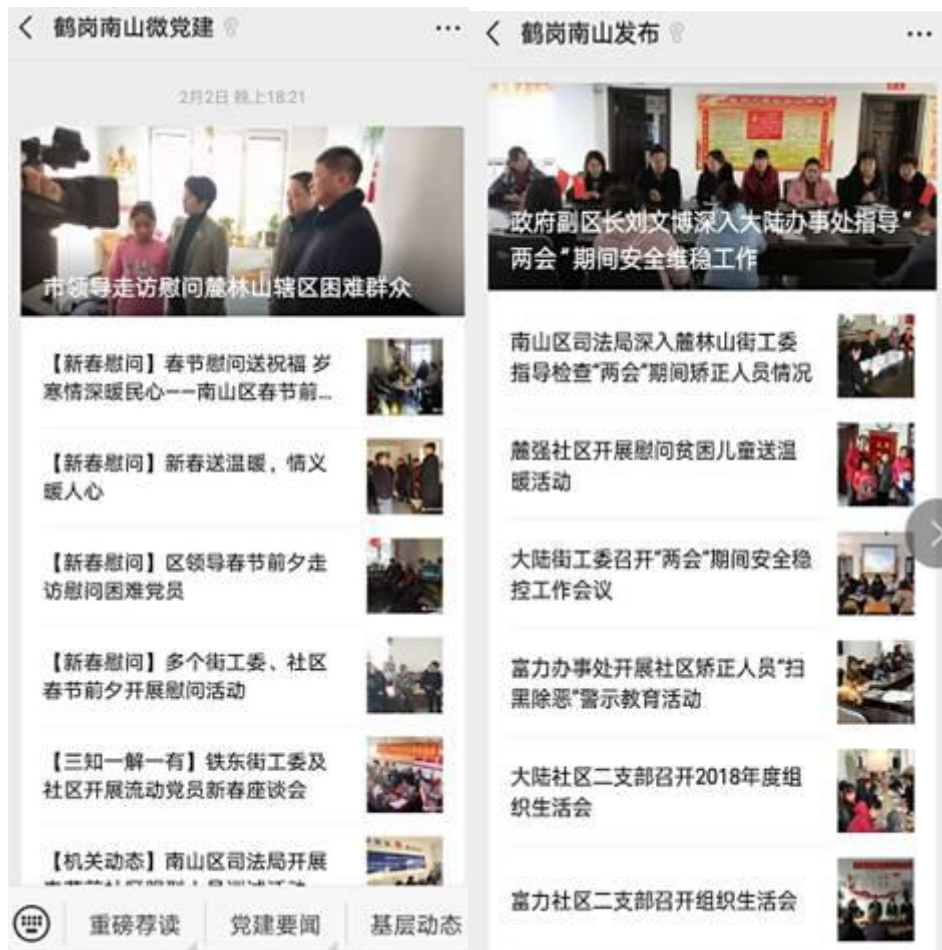 鹤岗南山微党建
2月2日 晚上18:21
市领导走访慰问麓林山辖区困难群众
【新春慰问】春节慰问送祝福 岁
寒情深暖民心——南山区春节前...
【新春慰问】新春送温暖，情义
暖人心
【新春慰问】区领导春节前夕走
访慰问困难党员
【新春慰问】多个街工委、社区
春节前夕开展慰问活动
【三知一解一有】铁东街工委及
社区开展流动党员新春座谈会
【机关动态】南山区司法局开展
重磅荐读
党建要闻
基层动态
鹤岗南山发布
政府副区长刘文博深入大陆办事处指导“
两会“期间安全维稳工作
南山区司法局深入麓林山街工委
指导检查“两会”期间矫正人员情况
麓强社区开展慰问贫困儿童送温
暖活动
大陆街工委召开“两会”期间安全稳
控工作会议
富力办事处开展社区矫正人员“扫
黑除恶”警示教育活动
大陆社区二支部召开2018年度组
织生活会
富力社区二支部召开组织生活会